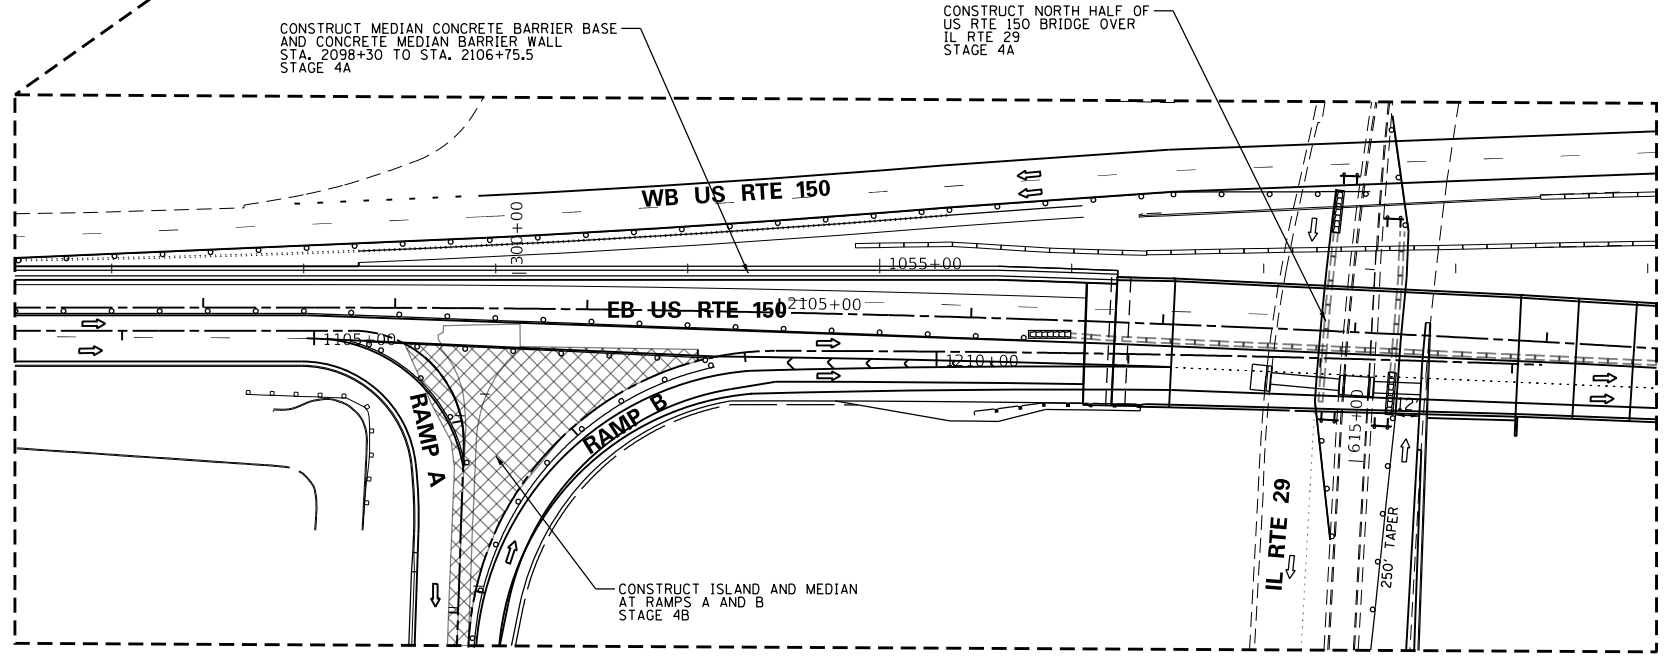 CONSTRUCT MEDIAN CONCRETE BARRIER BASE
AND CONCRETE MEDIAN BARRIER WALL
STA. 2098+30 TO STA. 2106+75.5
STAGE 4A
CONSTRUCT NORTH HALF OF
US RTE 150 BRIDGE OVER
IL RTE 29
STAGE 4A
WB US RTE 150
1300+00
1055+00
EB US RTE 150
2105+00
1105+00
1210+00
RAMP A
RAMP B
12'
1615+00
IL RTE 29
250' TAPER
CONSTRUCT ISLAND AND MEDIAN
AT RAMPS A AND B
STAGE 4B